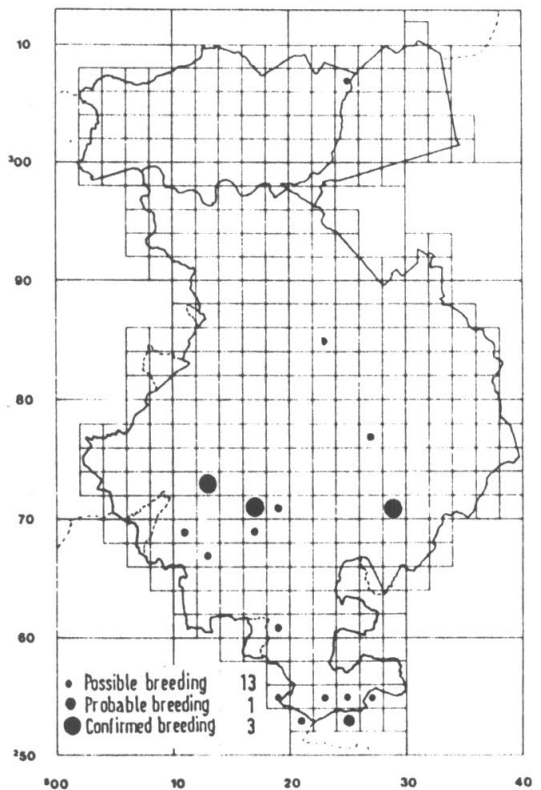 10
³00
90
80
70
60
• Possible breeding 13
● Probable breeding 1
● Confirmed breeding 3
²50
⁵00 10 20 30 40